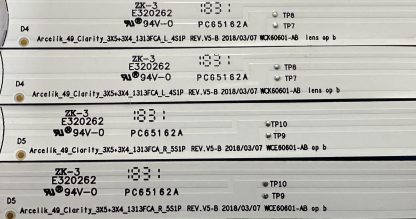 ZK-3 1831
E320262
94V-0 PC65162A TP8
D4 TP7
Arcelik_49_Clarity_3X5+3X4_1313FCA_L_4S1P REV.V5-B 2018/03/07 WCK60601-AB lens op b
ZK-3 1831
E320262 TP8
94V-0 PC65162A TP7
D4
Arcelik_49_Clarity_3X5+3X4_1313FCA_L_4S1P REV.V5-B 2018/03/07 WCK60601-AB lens op b
ZK-3 1831
E320262 TP10
94V-0 PC65162A TP9
D5
Arcelik_49_Clarity_3X5+3X4_1313FCA_R_5S1P REV.V5-B 2018/03/07 WCE60601-AB op b
ZK-3 1831
E320262 TP10
94V-0 PC65162A TP9
D5
Arcelik_49_Clarity_3X5+3X4_1313FCA_R_5S1P REV.V5-B 2018/03/07 WCE60601-AB lens op b